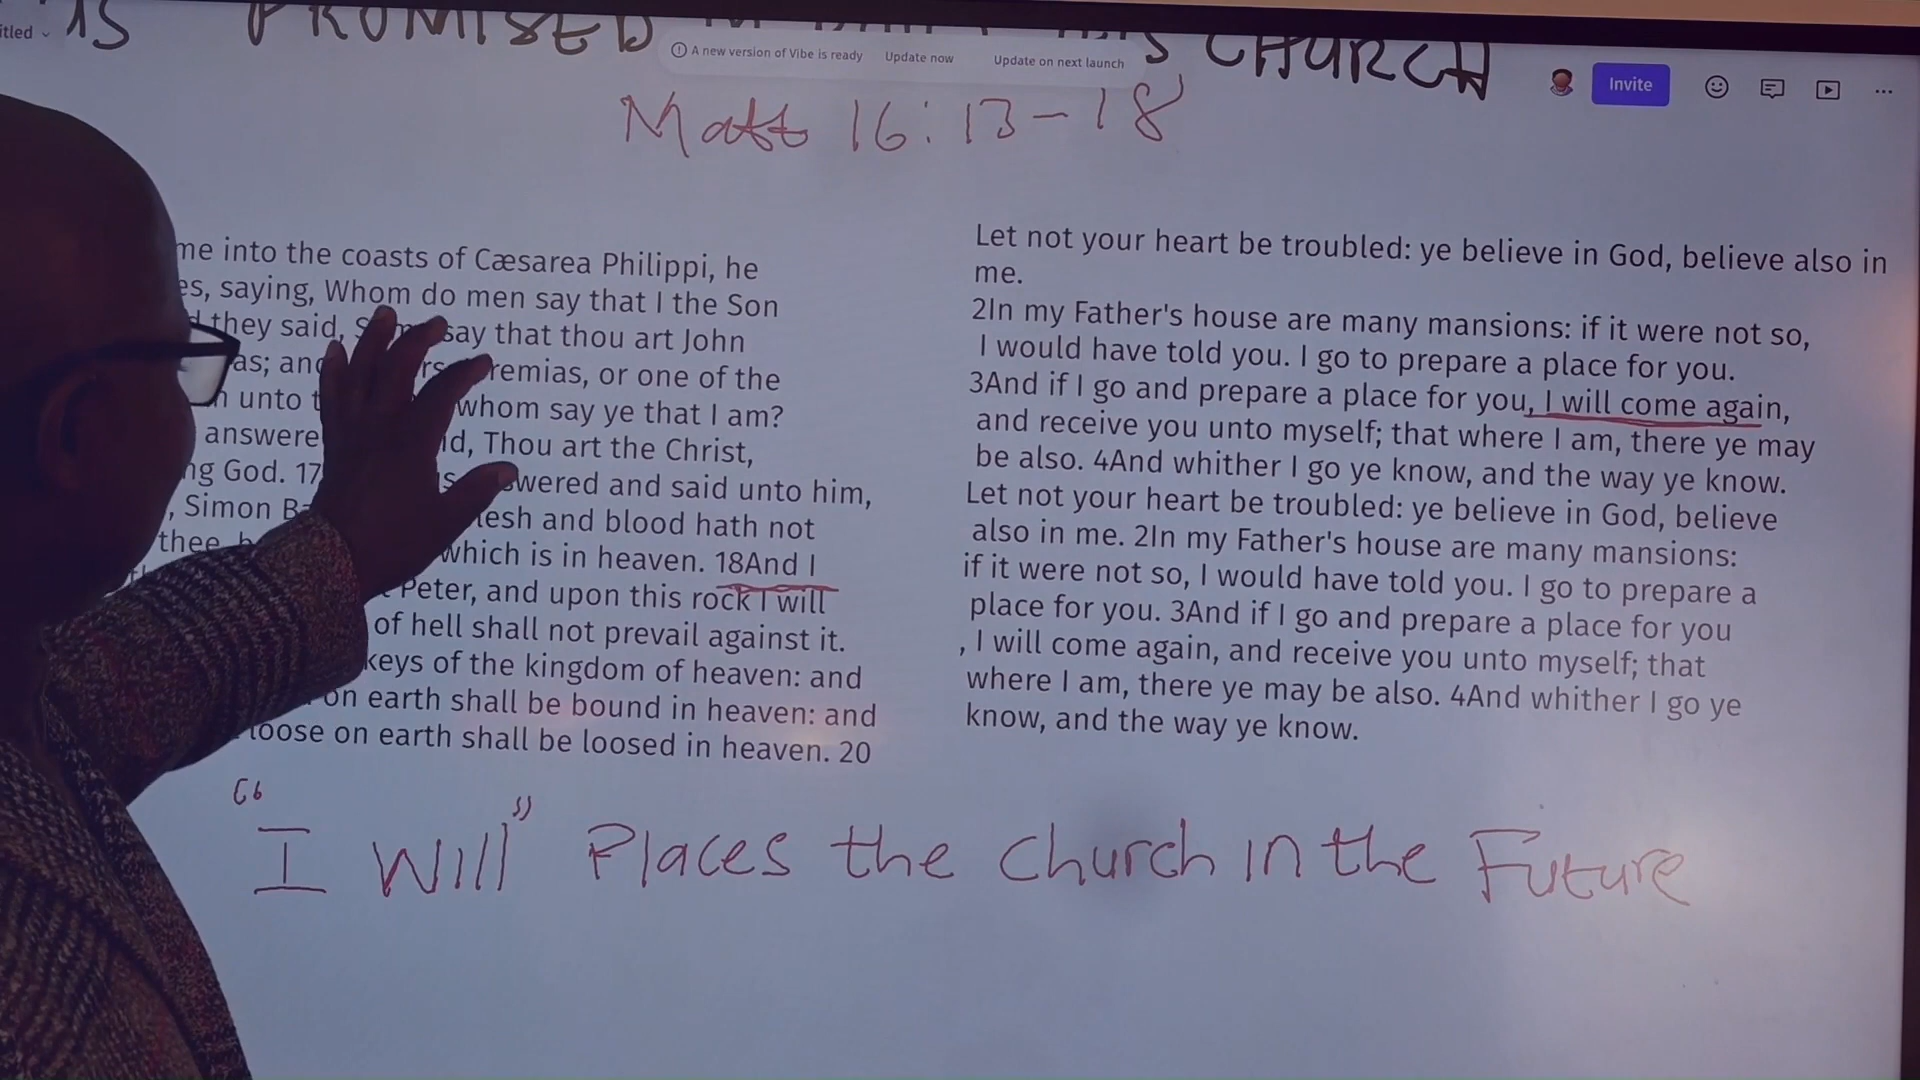 itled
IS PROMISED CHURCH
A new version of Vibe is ready Update now Update on next launch
Invite
Matt 16:13-18
me into the coasts of Cæsarea Philippi, he
es, saying, Whom do men say that I the Son
they said, say that thou art John
as; and remias, or one of the
unto whom say ye that I am?
answere id, Thou art the Christ,
ng God. 17 swered and said unto him,
, Simon lesh and blood hath not
thee, which is in heaven. 18And I
Peter, and upon this rock I will
of hell shall not prevail against it.
keys of the kingdom of heaven: and
on earth shall be bound in heaven: and
loose on earth shall be loosed in heaven. 20
Let not your heart be troubled: ye believe in God, believe also in
me.
2In my Father's house are many mansions: if it were not so,
I would have told you. I go to prepare a place for you.
3And if I go and prepare a place for you, I will come again,
and receive you unto myself; that where I am, there ye may
be also. 4And whither I go ye know, and the way ye know.
Let not your heart be troubled: ye believe in God, believe
also in me. 2In my Father's house are many mansions:
if it were not so, I would have told you. I go to prepare a
place for you. 3And if I go and prepare a place for you
, I will come again, and receive you unto myself; that
where I am, there ye may be also. 4And whither I go ye
know, and the way ye know.
"I Will" Places the Church in the Future